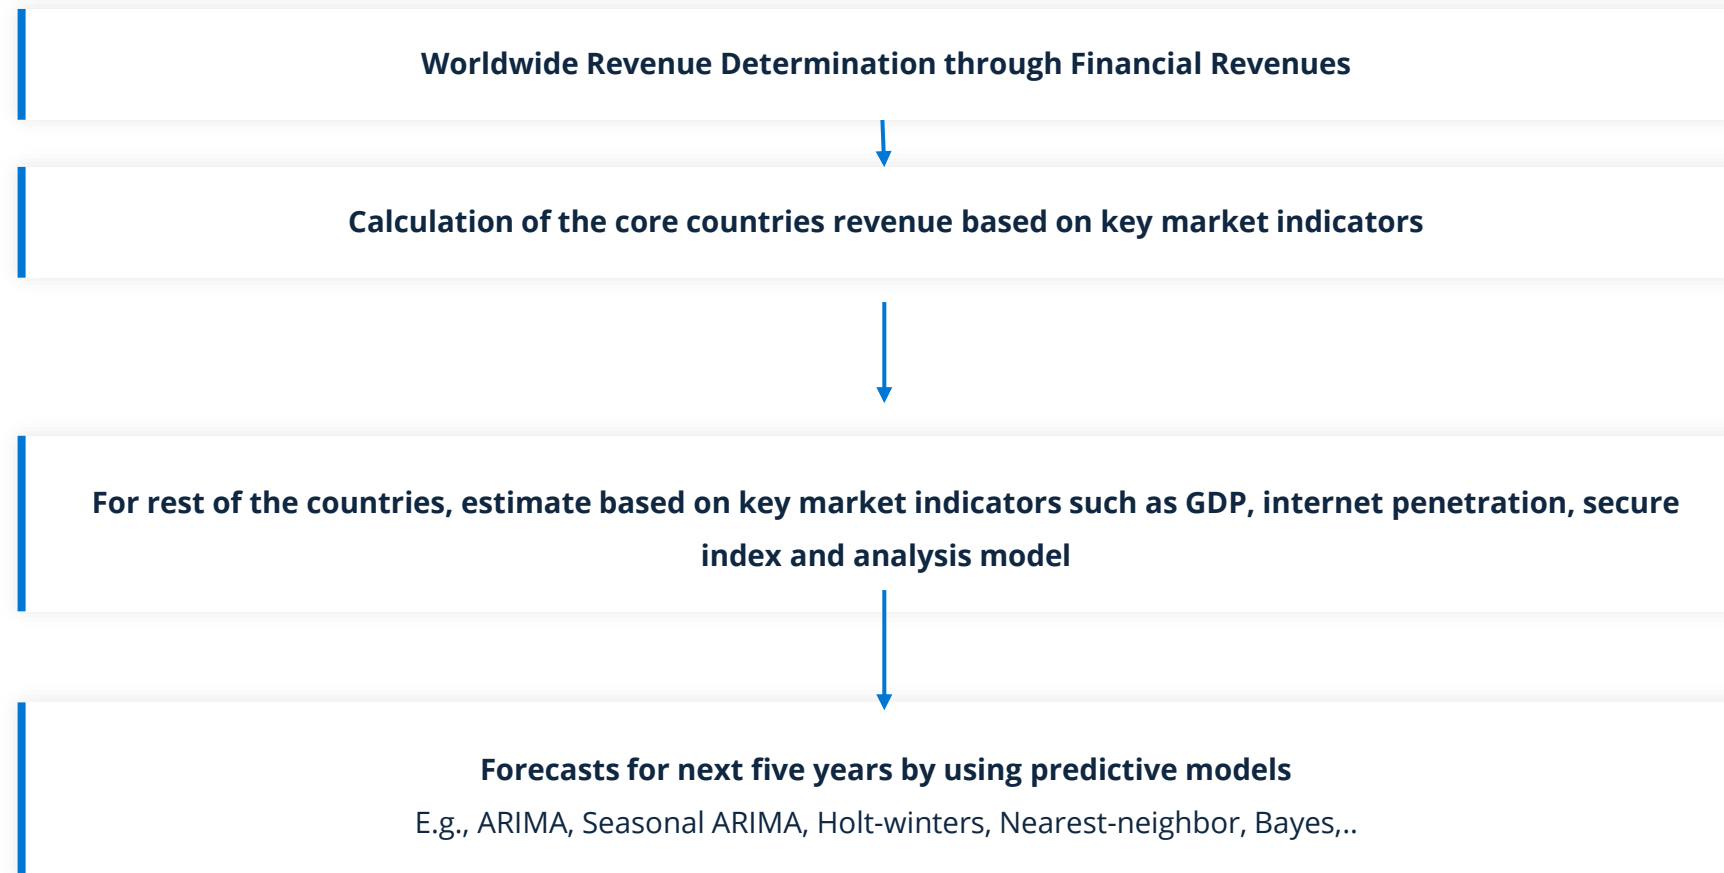 Worldwide Revenue Determination through Financial Revenues
Calculation of the core countries revenue based on key market indicators
For rest of the countries, estimate based on key market indicators such as GDP, internet penetration, secure
index and analysis model
Forecasts for next five years by using predictive models
E.g., ARIMA, Seasonal ARIMA, Holt-winters, Nearest-neighbor, Bayes,..